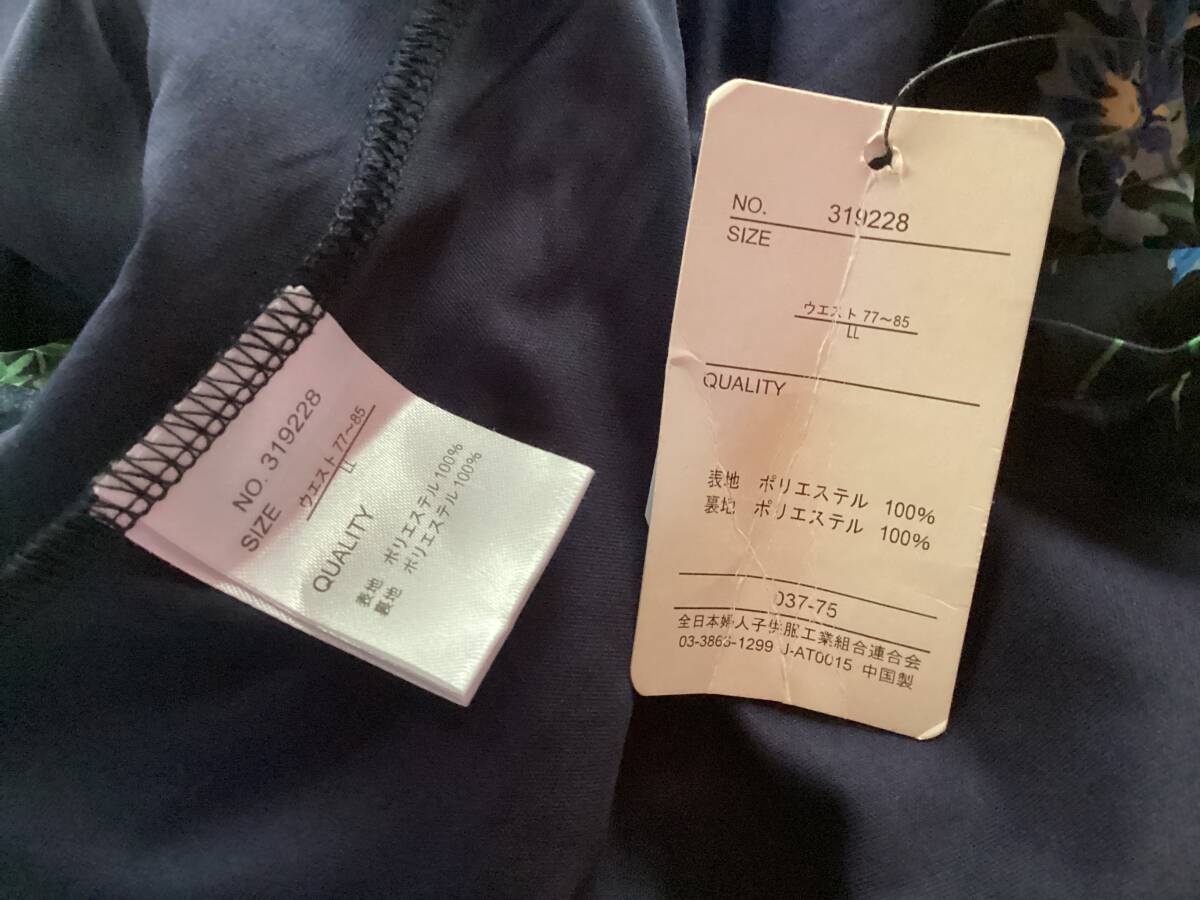 NO. 319228
SIZE
ウエスト 77~85
LL
QUALITY
表地 ポリエステル 100%
裏地 ポリエステル 100%
NO. 319228
SIZE
ウエスト 77~85
LL
QUALITY
表地 ポリエステル 100%
裏地 ポリエステル 100%
037-75
全日本婦人子供服工業組合連合会
03-3863-1299 J-AT0015 中国製